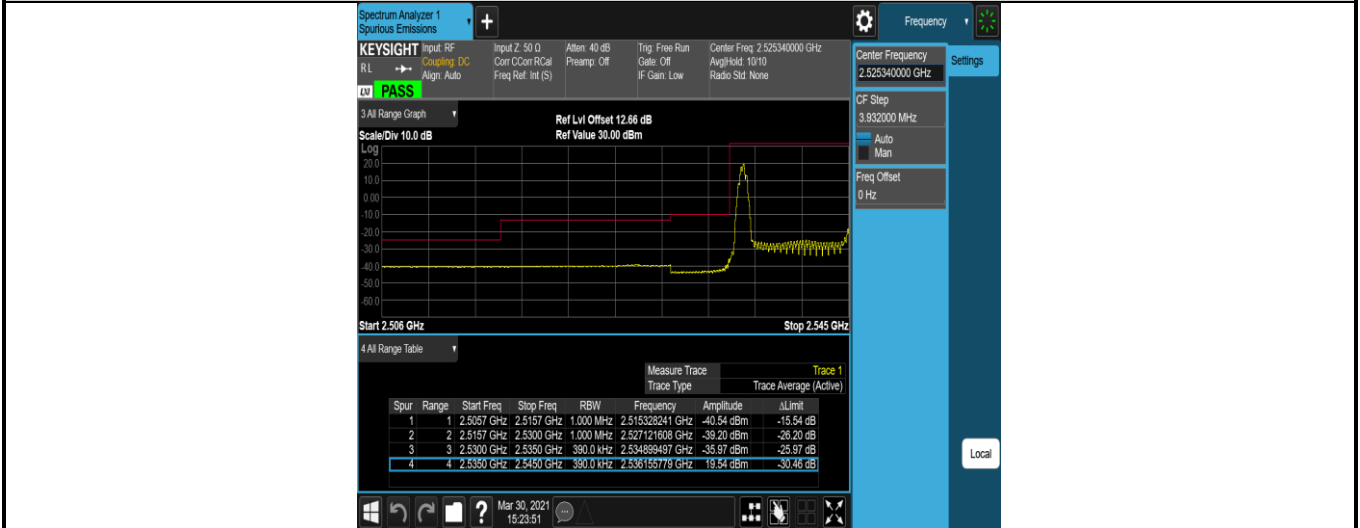 Spectrum Analyzer 1
Spurious Emissions
+
Frequency
KEYSIGHT Input: RF Input Z: 50 Ω Atten: 40 dB Trig: Free Run Center Freq: 2.525340000 GHz
RL Coupling: DC Corr CCorr RCal Preamp: Off Gate: Off Avg|Hold: 10/10
Align: Auto Freq Ref: Int (S) IF Gain: Low Radio Std: None
LXI PASS
Center Frequency
2.525340000 GHz
Settings
CF Step
3.932000 MHz
Auto
Man
Freq Offset
0 Hz
3 All Range Graph
Ref Lvl Offset 12.66 dB
Scale/Div 10.0 dB Ref Value 30.00 dBm
Log
20.0
10.0
0.00
-10.0
-20.0
-30.0
-40.0
-50.0
-60.0
Start 2.506 GHz Stop 2.545 GHz
4 All Range Table
Measure Trace Trace 1
Trace Type Trace Average (Active)
Spur Range Start Freq Stop Freq RBW Frequency Amplitude ΔLimit
1 1 2.5057 GHz 2.5157 GHz 1.000 MHz 2.515328241 GHz -40.54 dBm -15.54 dB
2 2 2.5157 GHz 2.5300 GHz 1.000 MHz 2.527121608 GHz -39.20 dBm -26.20 dB
3 3 2.5300 GHz 2.5350 GHz 390.0 kHz 2.534899497 GHz -35.97 dBm -25.97 dB
4 4 2.5350 GHz 2.5450 GHz 390.0 kHz 2.536155779 GHz 19.54 dBm -30.46 dB
Local
? Mar 30, 2021
15:23:51